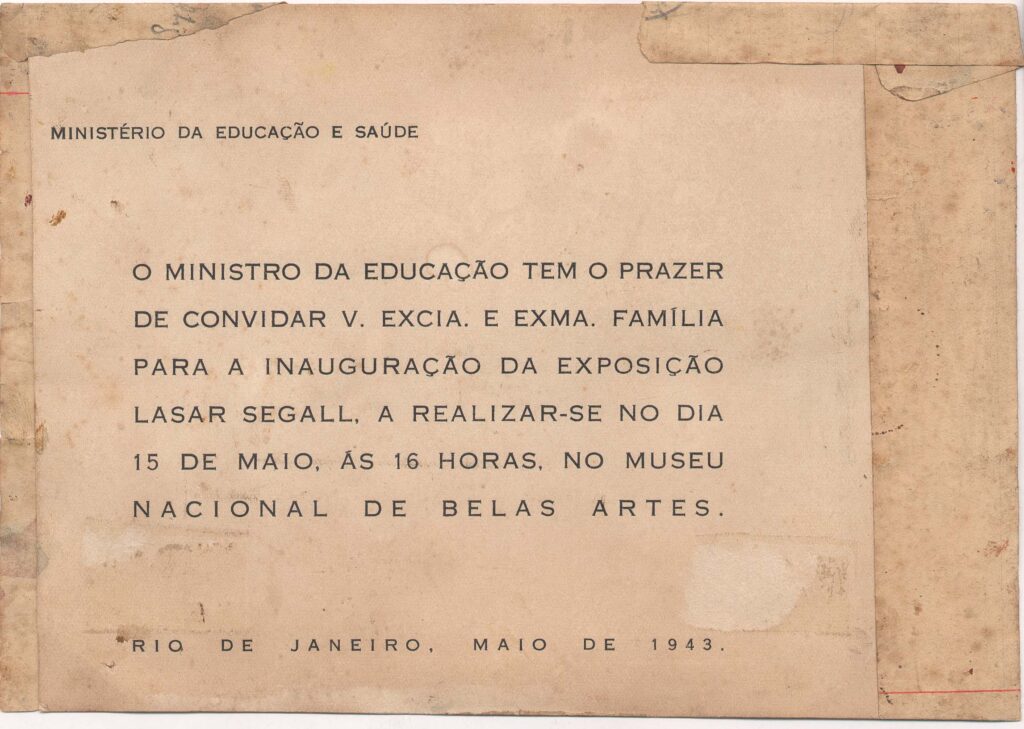 MINISTÉRIO DA EDUCAÇÃO E SAÚDE
O MINISTRO DA EDUCAÇÃO TEM O PRAZER
DE CONVIDAR V. EXCIA. E EXMA. FAMÍLIA
PARA A INAUGURAÇÃO DA EXPOSIÇÃO
LASAR SEGALL, A REALIZAR-SE NO DIA
15 DE MAIO, ÁS 16 HORAS, NO MUSEU
NACIONAL DE BELAS ARTES.
RIO DE JANEIRO, MAIO DE 1943.